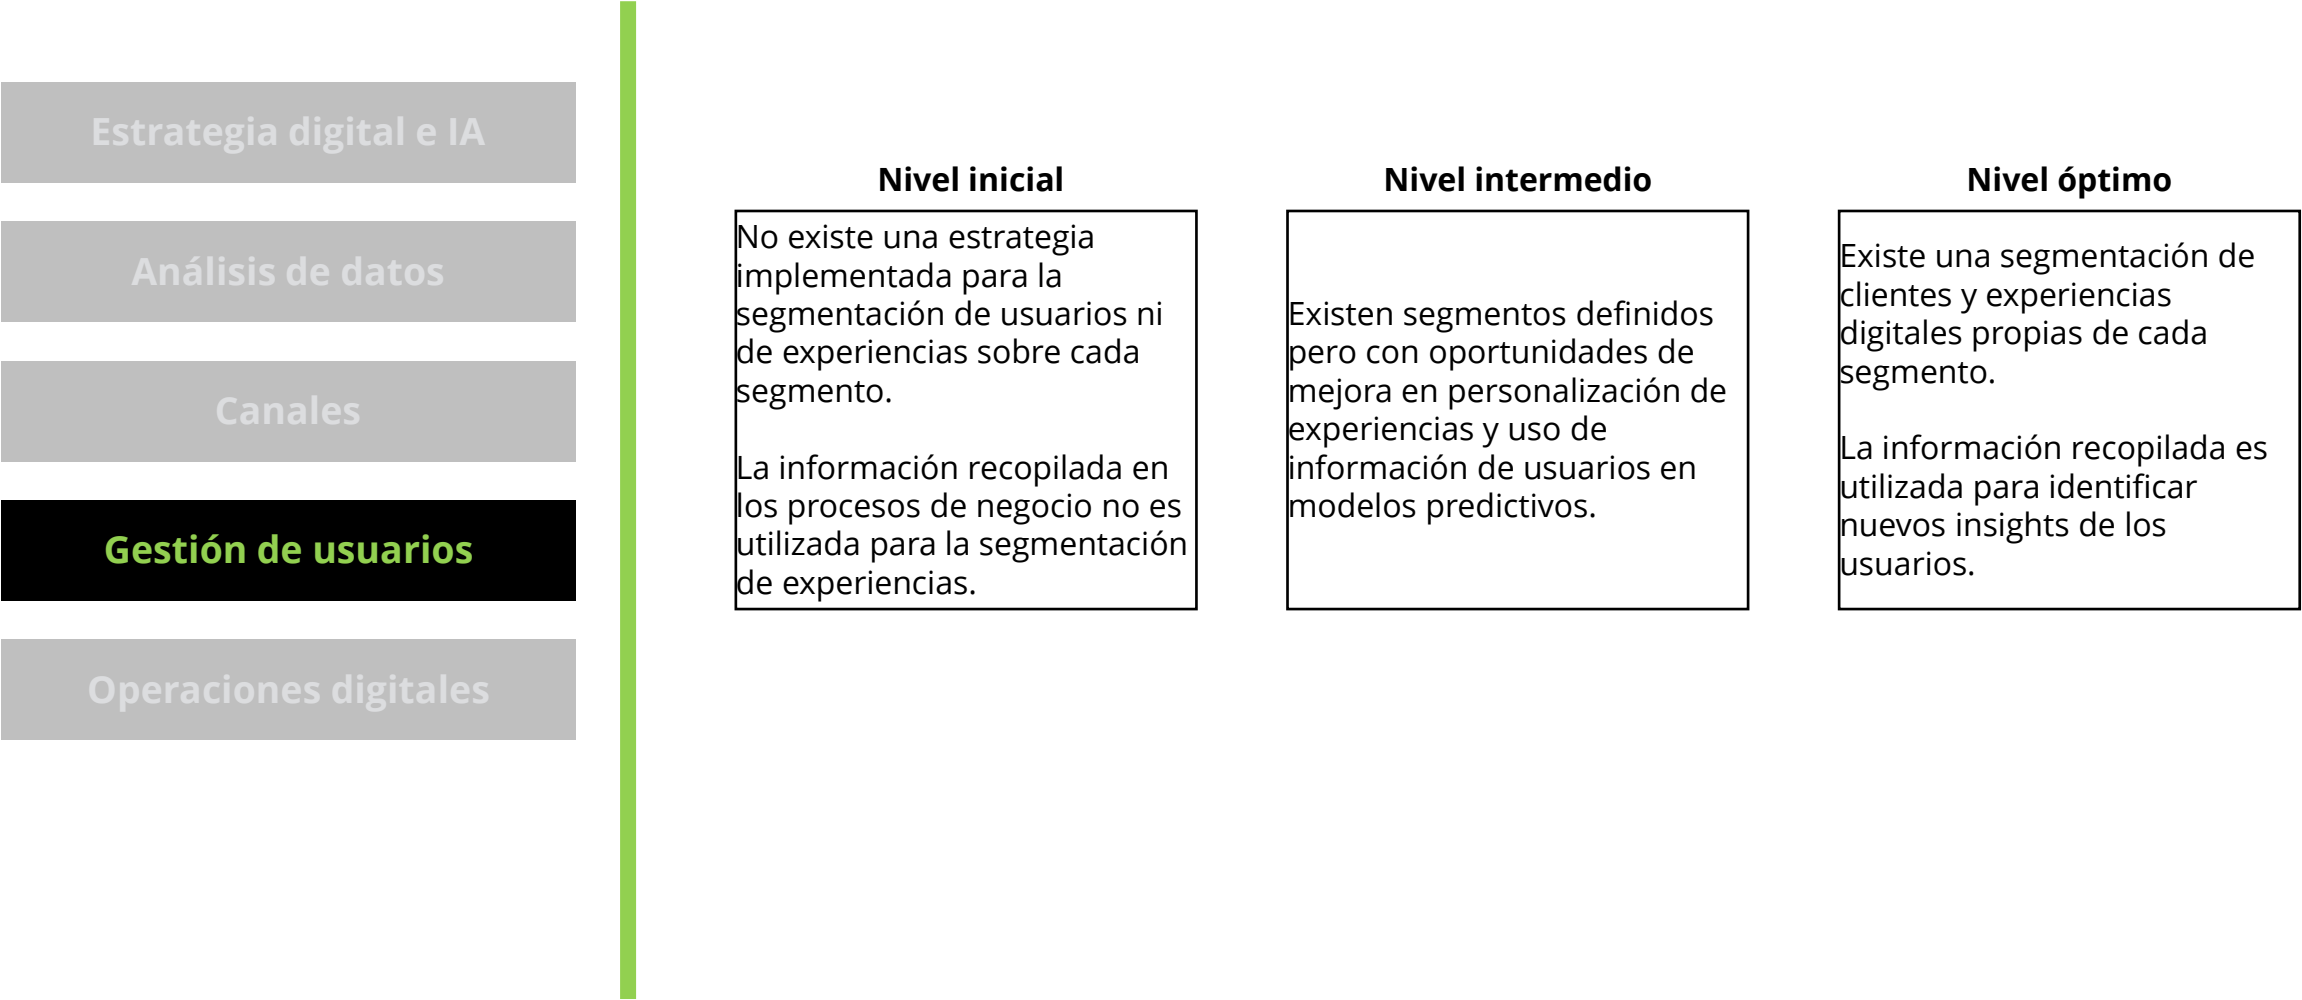 Estrategia digital e IA
Análisis de datos
Canales
Gestión de usuarios
Operaciones digitales
Nivel inicial
No existe una estrategia
implementada para la
segmentación de usuarios ni
de experiencias sobre cada
segmento.
La información recopilada en
los procesos de negocio no es
utilizada para la segmentación
de experiencias.
Nivel intermedio
Existen segmentos definidos
pero con oportunidades de
mejora en personalización de
experiencias y uso de
información de usuarios en
modelos predictivos.
Nivel óptimo
Existe una segmentación de
clientes y experiencias
digitales propias de cada
segmento.
La información recopilada es
utilizada para identificar
nuevos insights de los
usuarios.